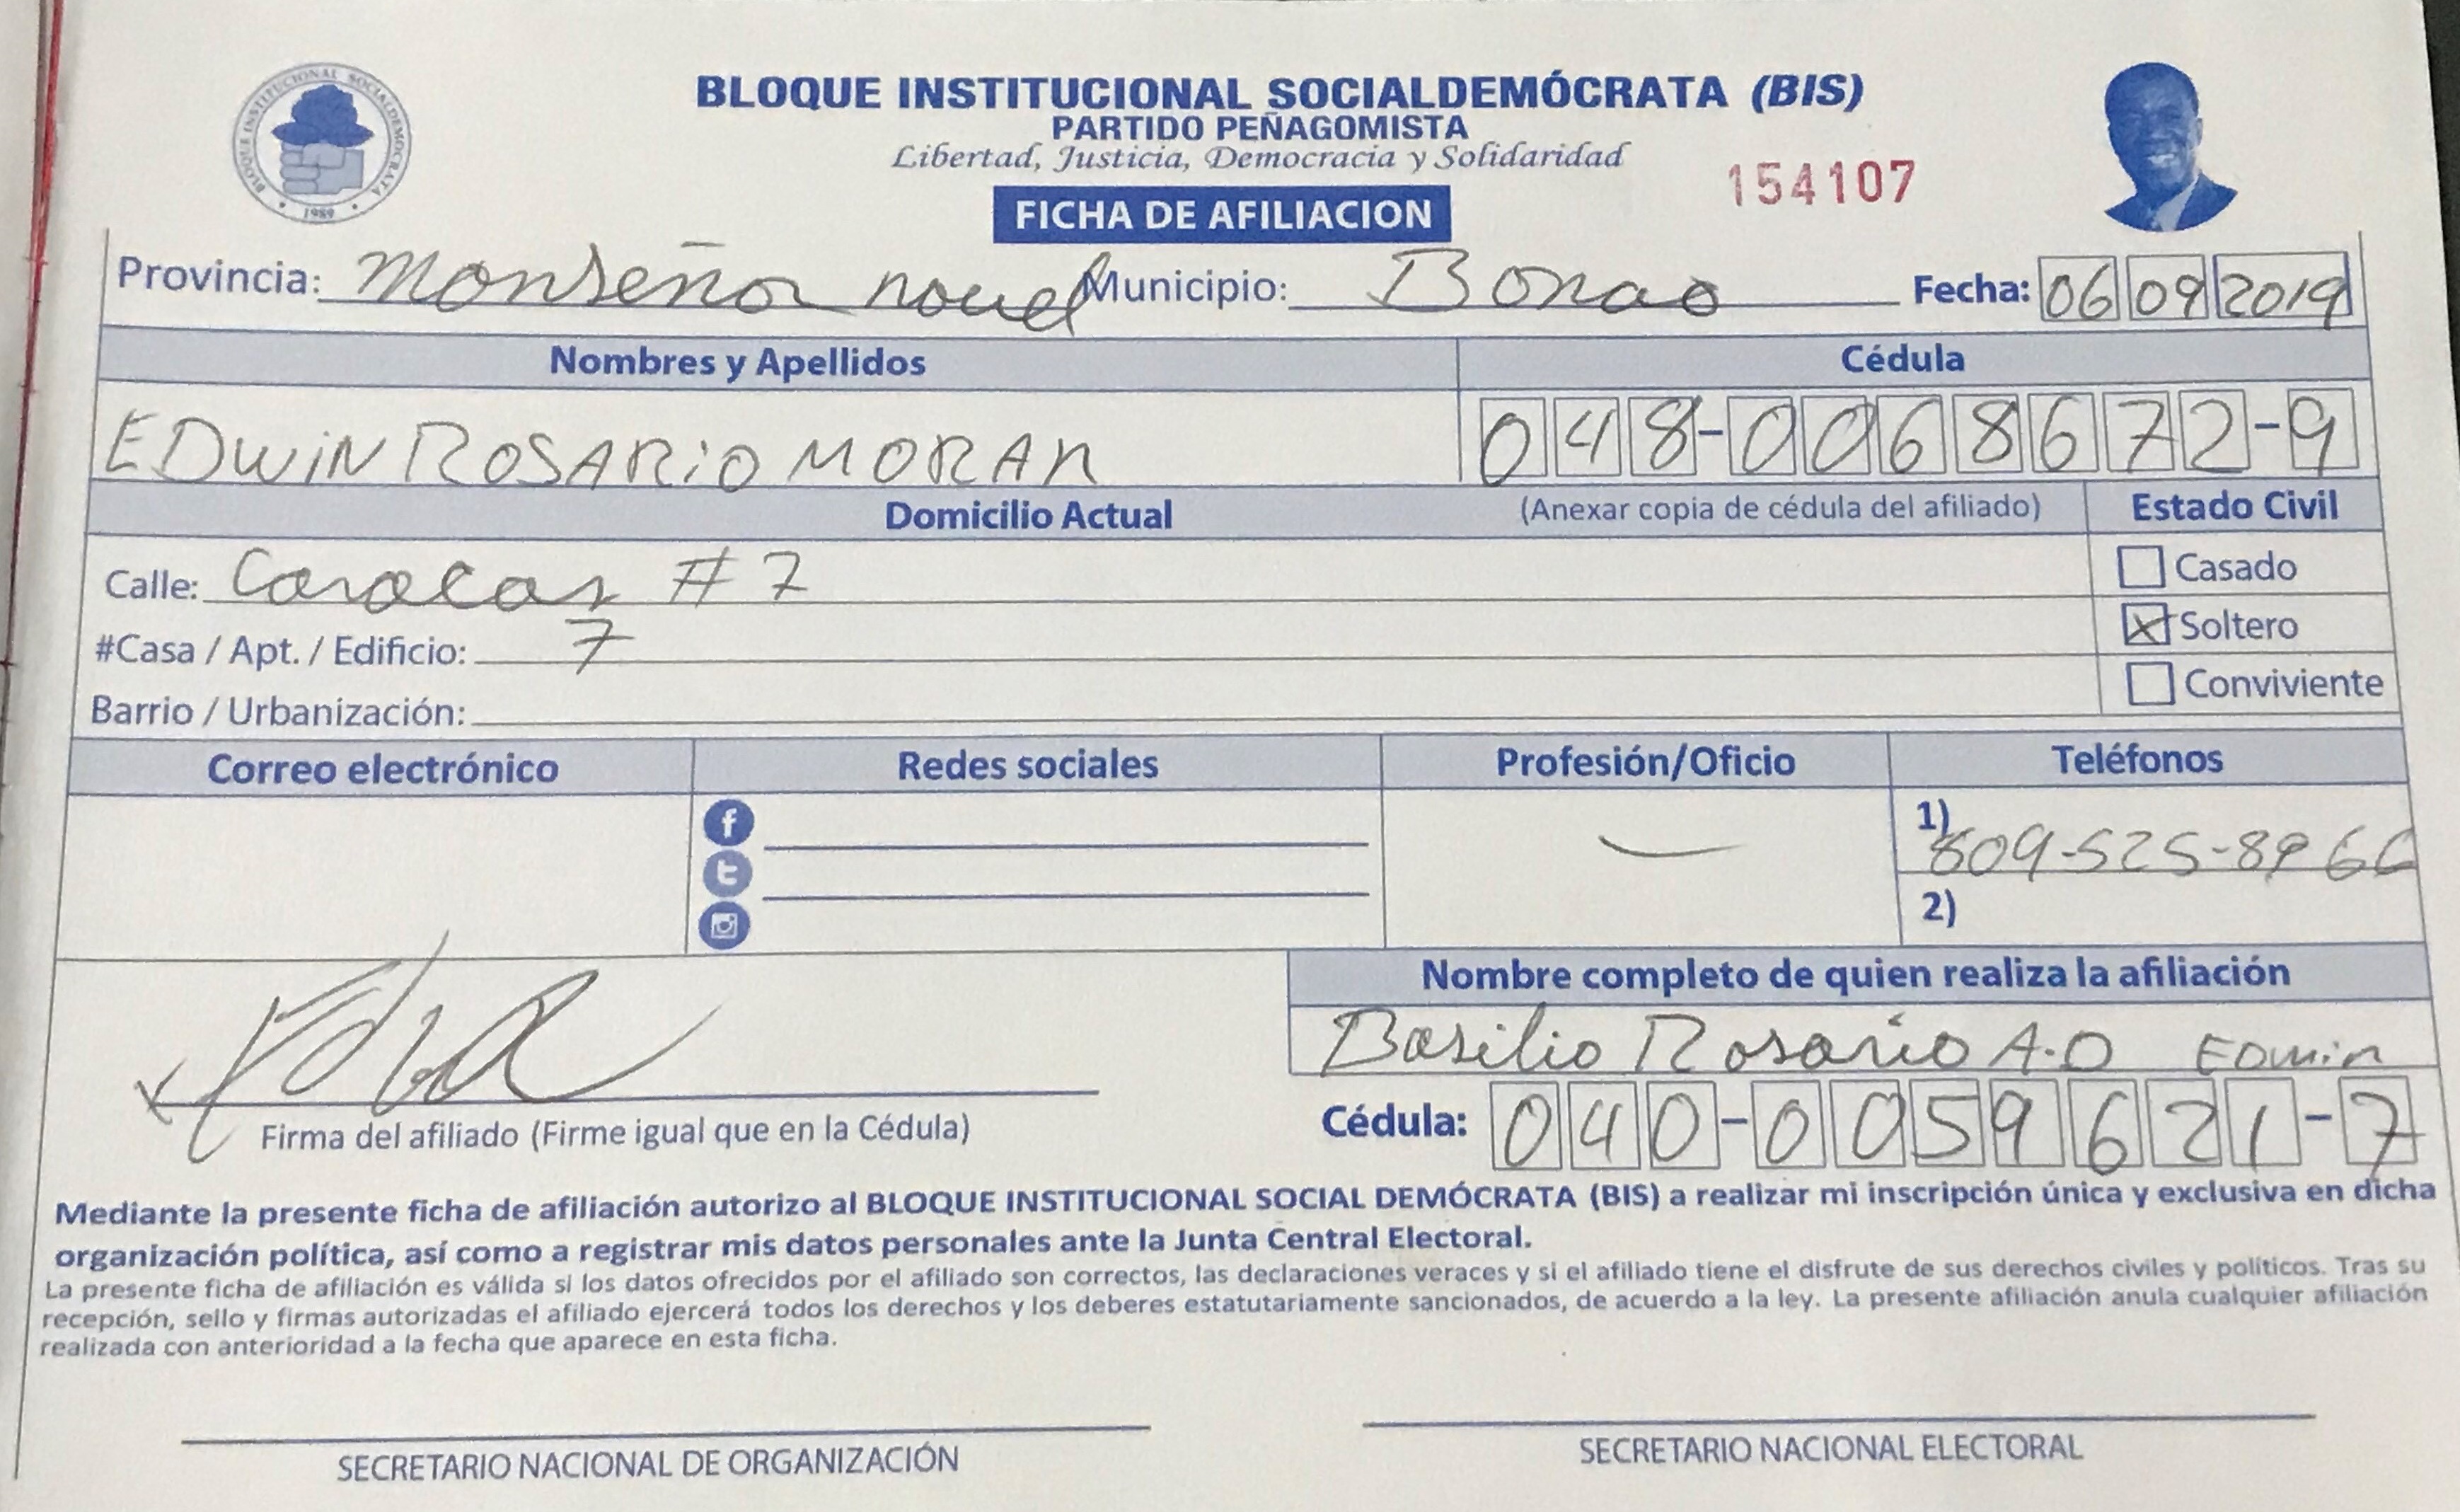 BLOQUE INSTITUCIONAL SOCIALDEMÓCRATA (BIS)
PARTIDO PEÑAGOMISTA
Libertad, Justicia, Democracia y Solidaridad
154107
BLOQUE INSTITUCIONAL SOCIALDEMOCRATA
1989
FICHA DE AFILIACION
Provincia: Monseñor nouel Municipio: Bonao Fecha: 06 09 2019
Nombres y Apellidos Cédula
EDWIN ROSARIO MORAN 048-0068672-9
Domicilio Actual (Anexar copia de cédula del afiliado) Estado Civil
Calle: Caracas #7 Casado
#Casa / Apt. / Edificio: 7 X Soltero
Barrio / Urbanización: Conviviente
Correo electrónico Redes sociales Profesión/Oficio Teléfonos
1) 809-525-8966
2)
Nombre completo de quien realiza la afiliación
Basilio Rosario A.D Edwin
Cédula: 040-0059621-7
Firma del afiliado (Firme igual que en la Cédula)
Mediante la presente ficha de afiliación autorizo al BLOQUE INSTITUCIONAL SOCIAL DEMÓCRATA (BIS) a realizar mi inscripción única y exclusiva en dicha
organización política, así como a registrar mis datos personales ante la Junta Central Electoral.
La presente ficha de afiliación es válida si los datos ofrecidos por el afiliado son correctos, las declaraciones veraces y si el afiliado tiene el disfrute de sus derechos civiles y políticos. Tras su
recepción, sello y firmas autorizadas el afiliado ejercerá todos los derechos y los deberes estatutariamente sancionados, de acuerdo a la ley. La presente afiliación anula cualquier afiliación
realizada con anterioridad a la fecha que aparece en esta ficha.
SECRETARIO NACIONAL DE ORGANIZACIÓN SECRETARIO NACIONAL ELECTORAL